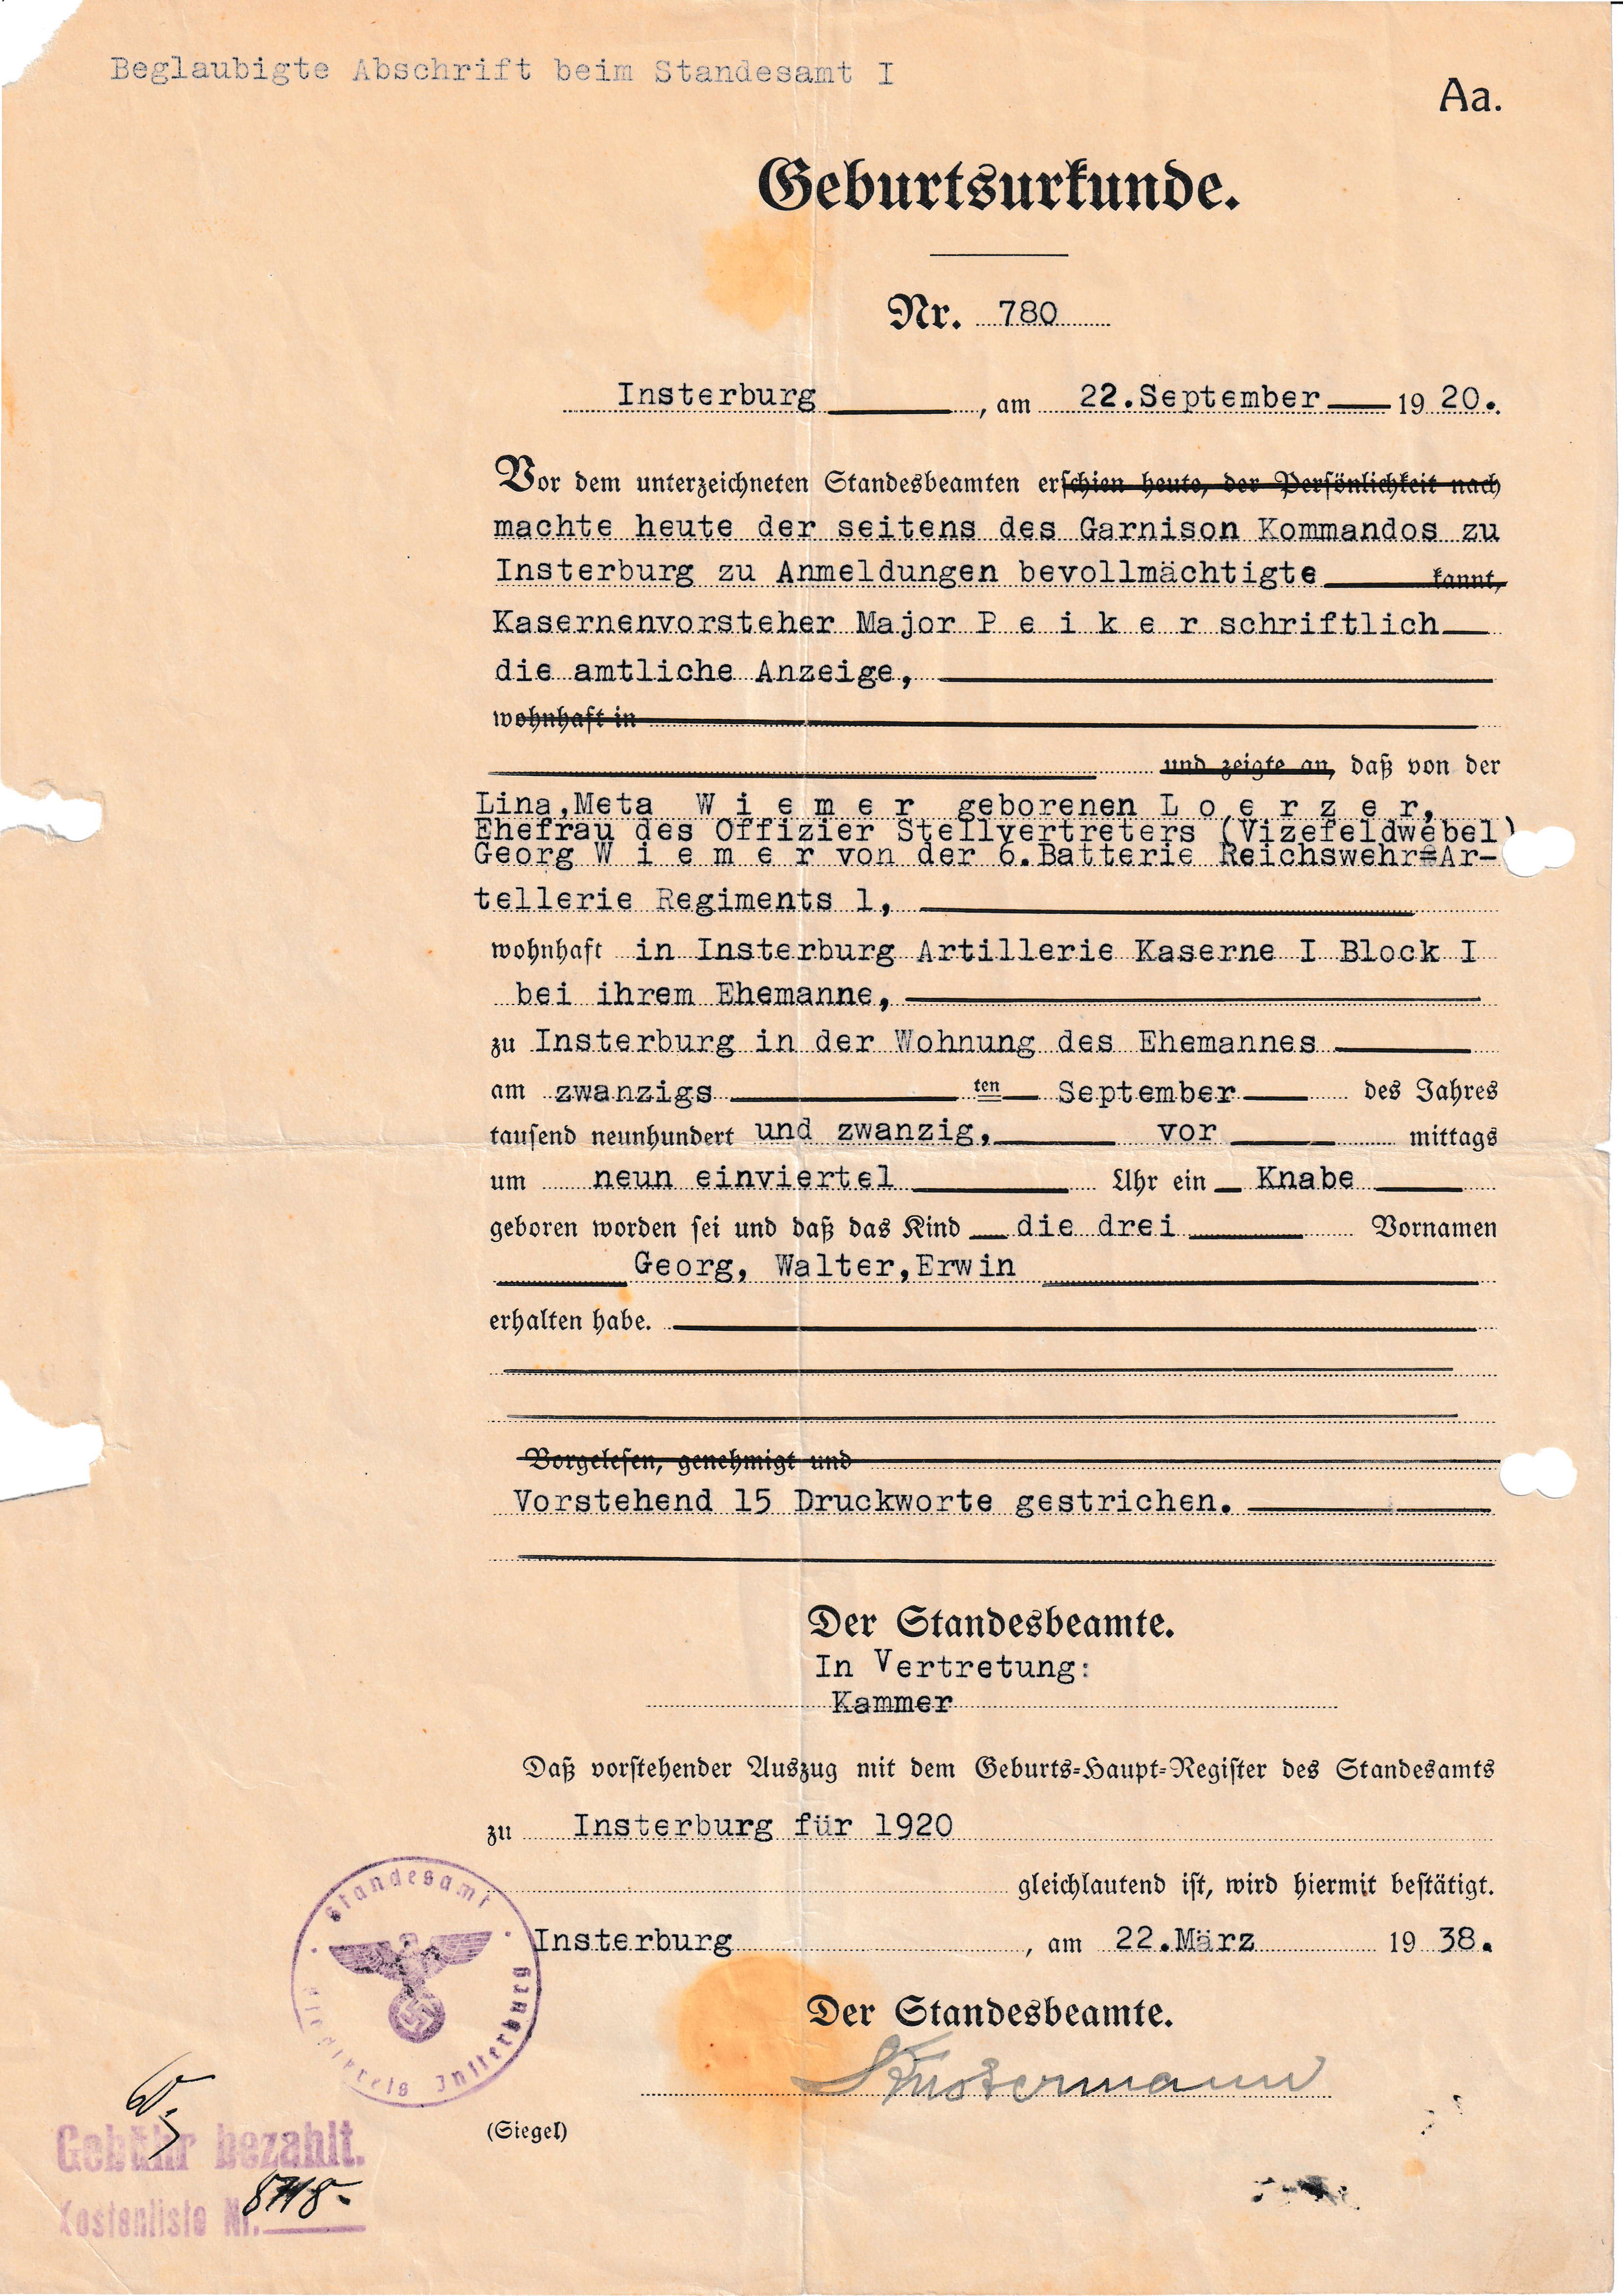 Beglaubigte Abschrift beim Standesamt I
Aa.
Geburtsurkunde.
Nr. 780
Insterburg, am 22.September 1920.
Vor dem unterzeichneten Standesbeamten erschien heute, der Persönlichkeit nach
machte heute der seitens des Garnison Kommandos zu
Insterburg zu Anmeldungen bevollmächtigte kannt,
Kasernenvorsteher Major P e i k e r schriftlich
die amtliche Anzeige,
wohnhaft in
und zeigte an, daß von der
Lina,Meta W i e m e r geborenen L o e r z e r,
Ehefrau des Offizier Stellvertreters (Vizefeldwebel)
Georg W i e m e r von der 6.Batterie Reichswehr=Ar-
tellerie Regiments 1,
wohnhaft in Insterburg Artillerie Kaserne I Block I
bei ihrem Ehemanne,
zu Insterburg in der Wohnung des Ehemannes
am zwanzigs ten September des Jahres
tausend neunhundert und zwanzig, vor mittags
um neun einviertel Uhr ein Knabe
geboren worden sei und daß das Kind die drei Vornamen
Georg, Walter,Erwin
erhalten habe.
Vorgelesen, genehmigt und
Vorstehend 15 Druckworte gestrichen.
Der Standesbeamte.
In Vertretung:
Kammer
Daß vorstehender Auszug mit dem Geburts-Haupt-Register des Standesamts
zu Insterburg für 1920
gleichlautend ist, wird hiermit bestätigt.
Standesamt
Insterburg
Insterburg, am 22.März 1938.
Der Standesbeamte.
(Siegel)
Gebühr bezahlt.
Kostenliste Nr. 8718.